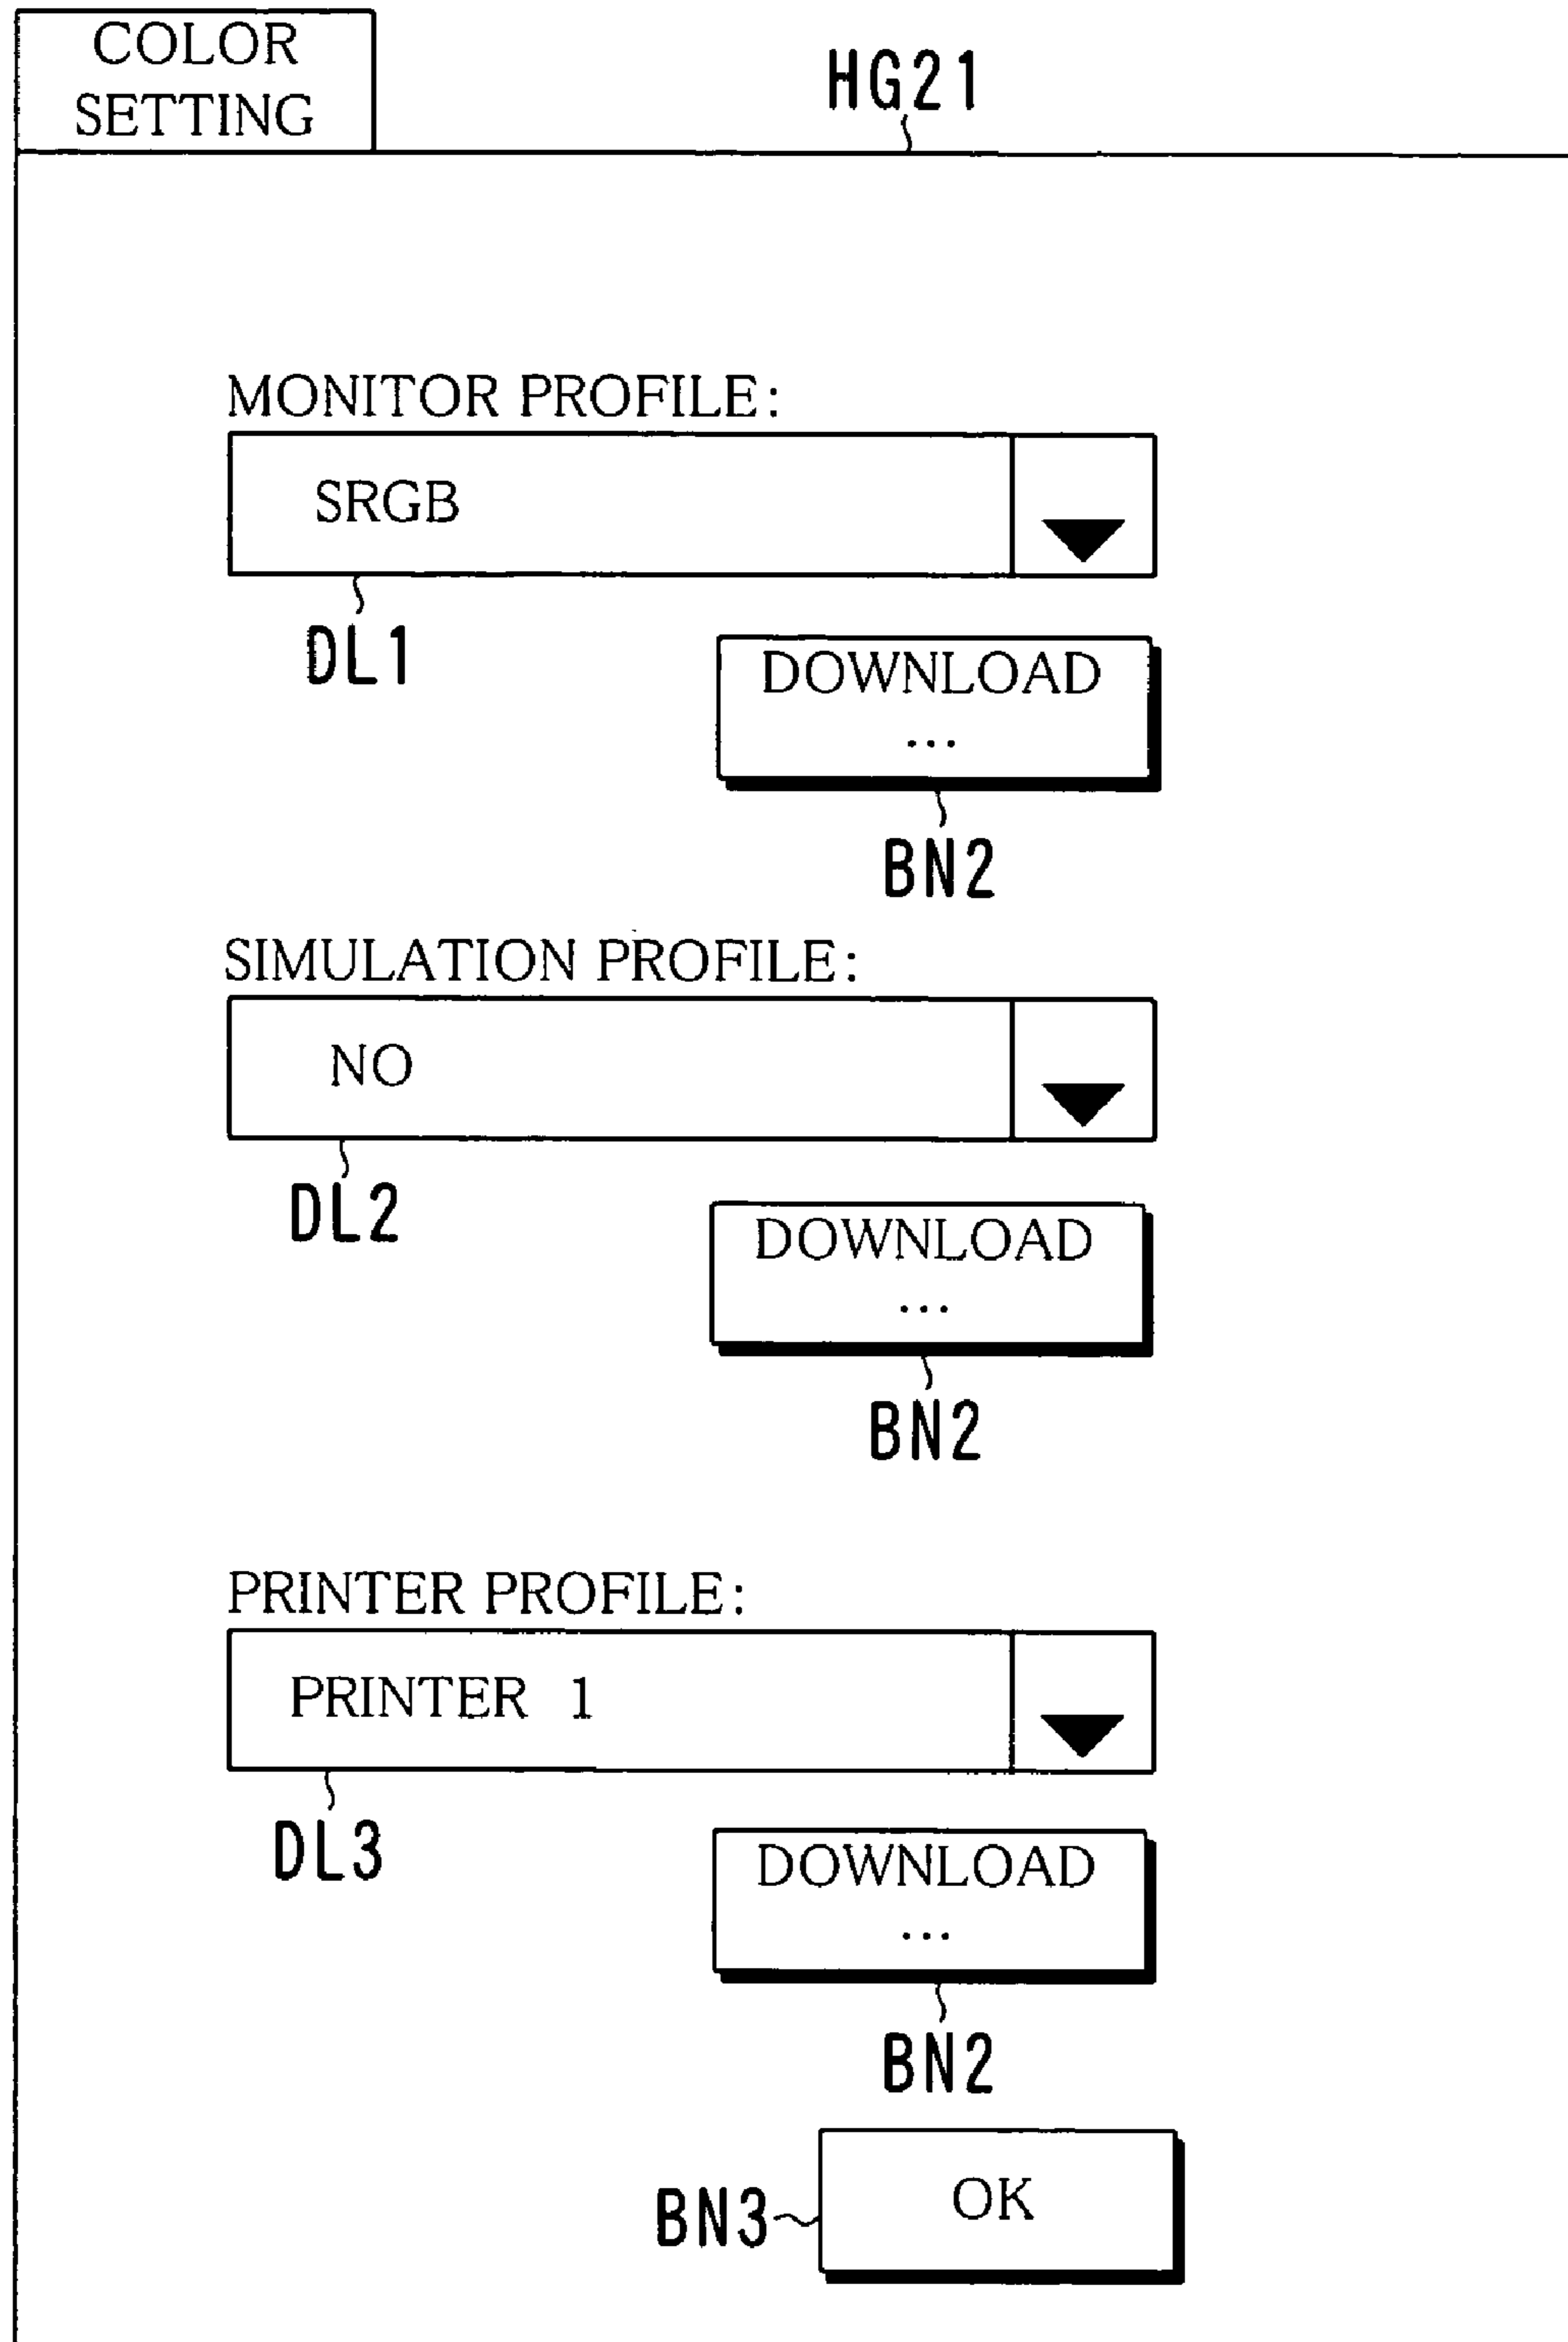 COLOR
SETTING
HG21
MONITOR PROFILE:
SRGB
DL1
DOWNLOAD
...
BN2
SIMULATION PROFILE:
NO
DL2
DOWNLOAD
...
BN2
PRINTER PROFILE:
PRINTER 1
DL3
DOWNLOAD
...
BN2
BN3
OK